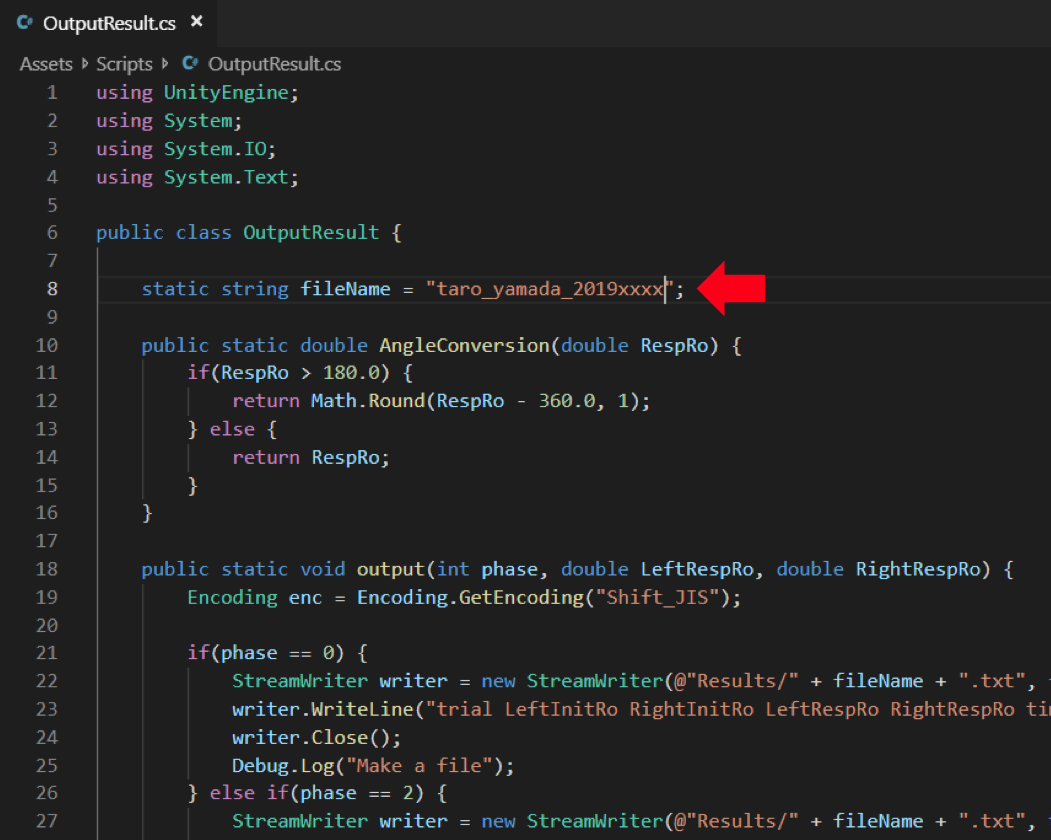 OutputResult.cs ×
Assets Scripts OutputResult.cs
1 using UnityEngine;
2 using System;
3 using System.IO;
4 using System.Text;
5
6 public class OutputResult {
7
8 static string fileName = "taro_yamada_2019xxxx";
9
10 public static double AngleConversion(double RespRo) {
11 if(RespRo > 180.0) {
12 return Math.Round(RespRo - 360.0, 1);
13 } else {
14 return RespRo;
15 }
16 }
17
18 public static void output(int phase, double LeftRespRo, double RightRespRo) {
19 Encoding enc = Encoding.GetEncoding("Shift_JIS");
20
21 if(phase == 0) {
22 StreamWriter writer = new StreamWriter(@"Results/" + fileName + ".txt",
23 writer.WriteLine("trial LeftInitRo RightInitRo LeftRespRo RightRespRo
24 writer.Close();
25 Debug.Log("Make a file");
26 } else if(phase == 2) {
27 StreamWriter writer = new StreamWriter(@"Results/" + fileName + ".txt",